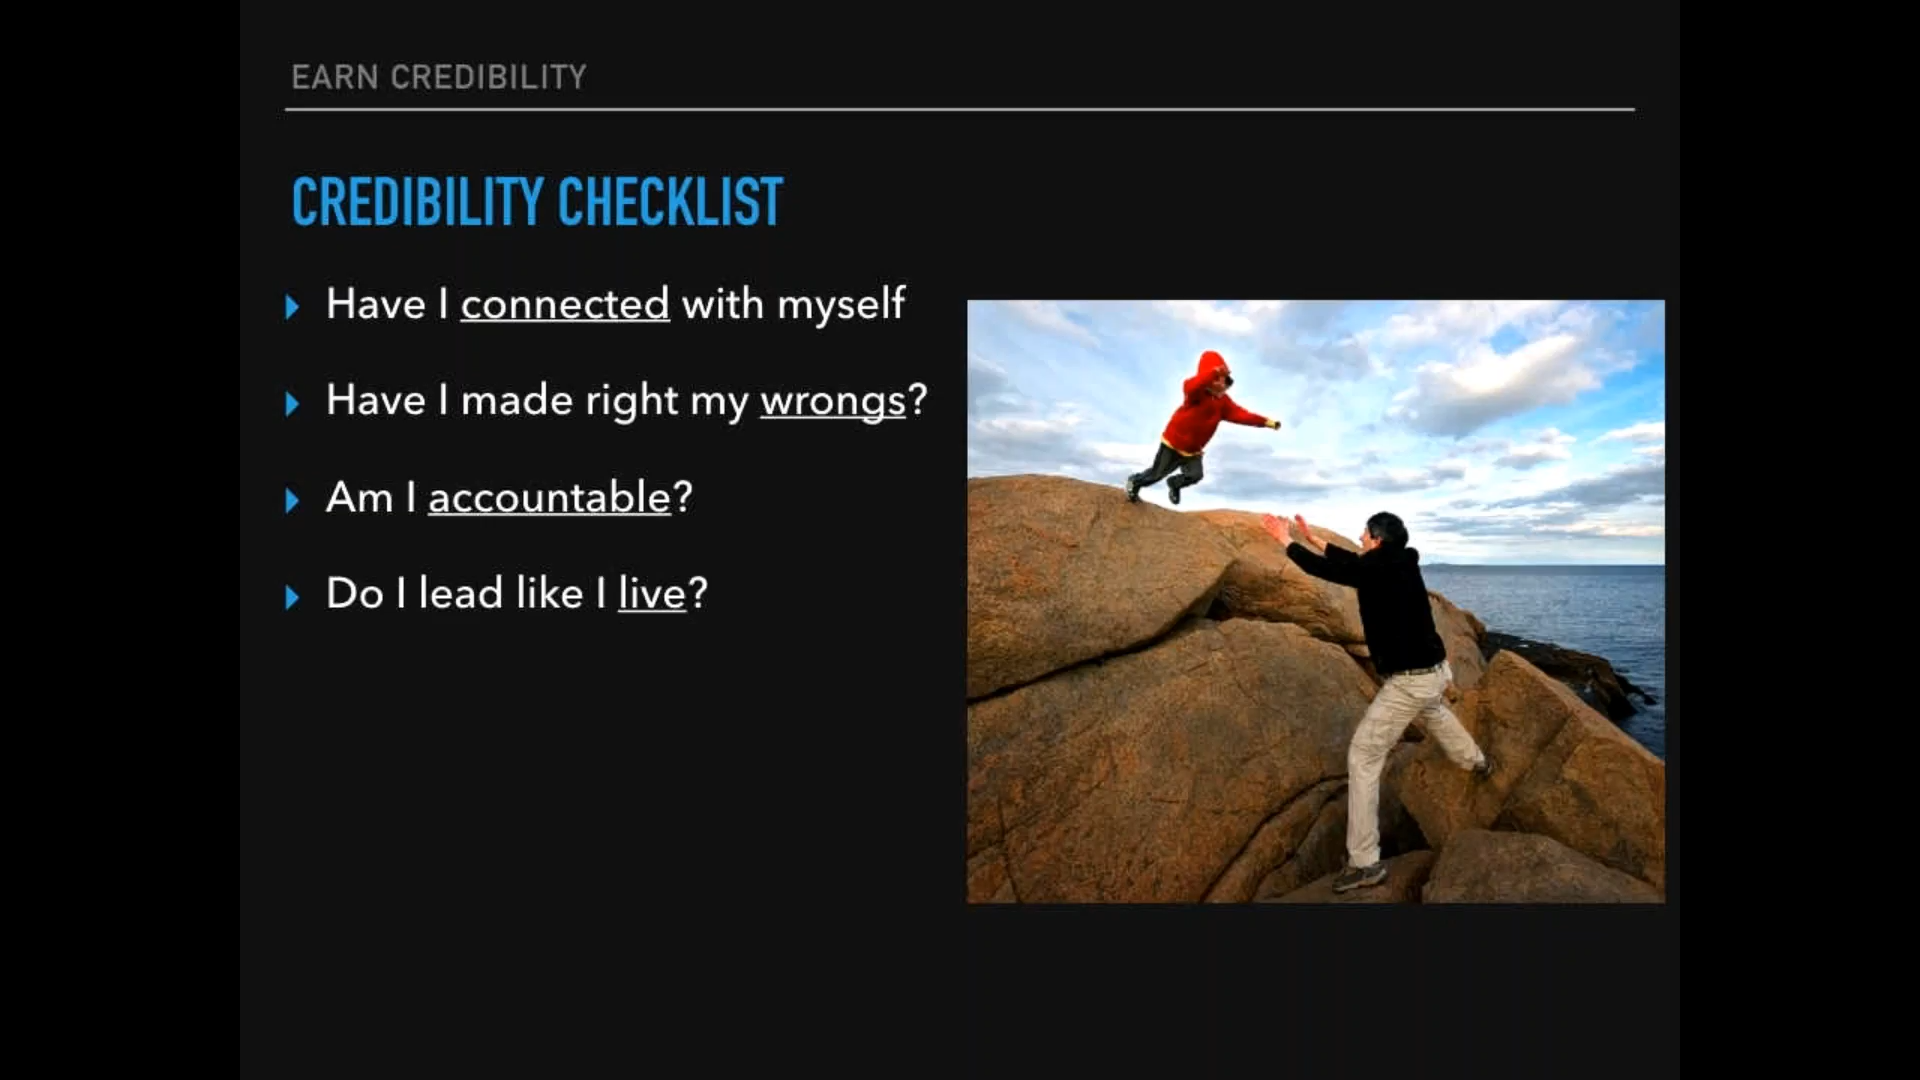 EARN CREDIBILITY
CREDIBILITY CHECKLIST
Have I connected with myself
Have I made right my wrongs?
Am I accountable?
Do I lead like I live?